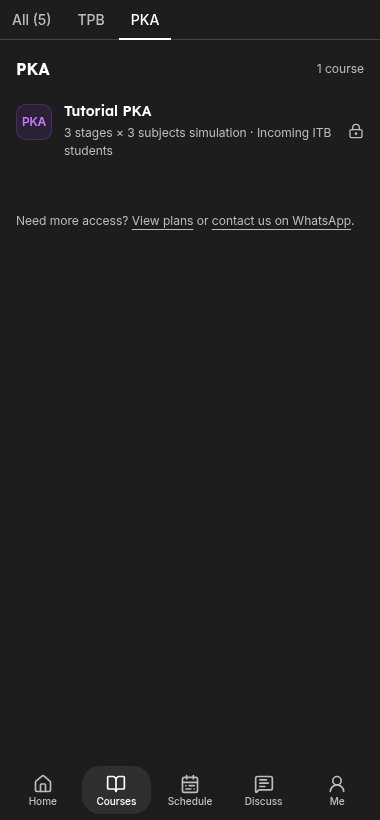 All (5) TPB PKA
PKA 1 course
PKA Tutorial PKA
3 stages × 3 subjects simulation · Incoming ITB
students
Need more access? View plans or contact us on WhatsApp.
Home Courses Schedule Discuss Me